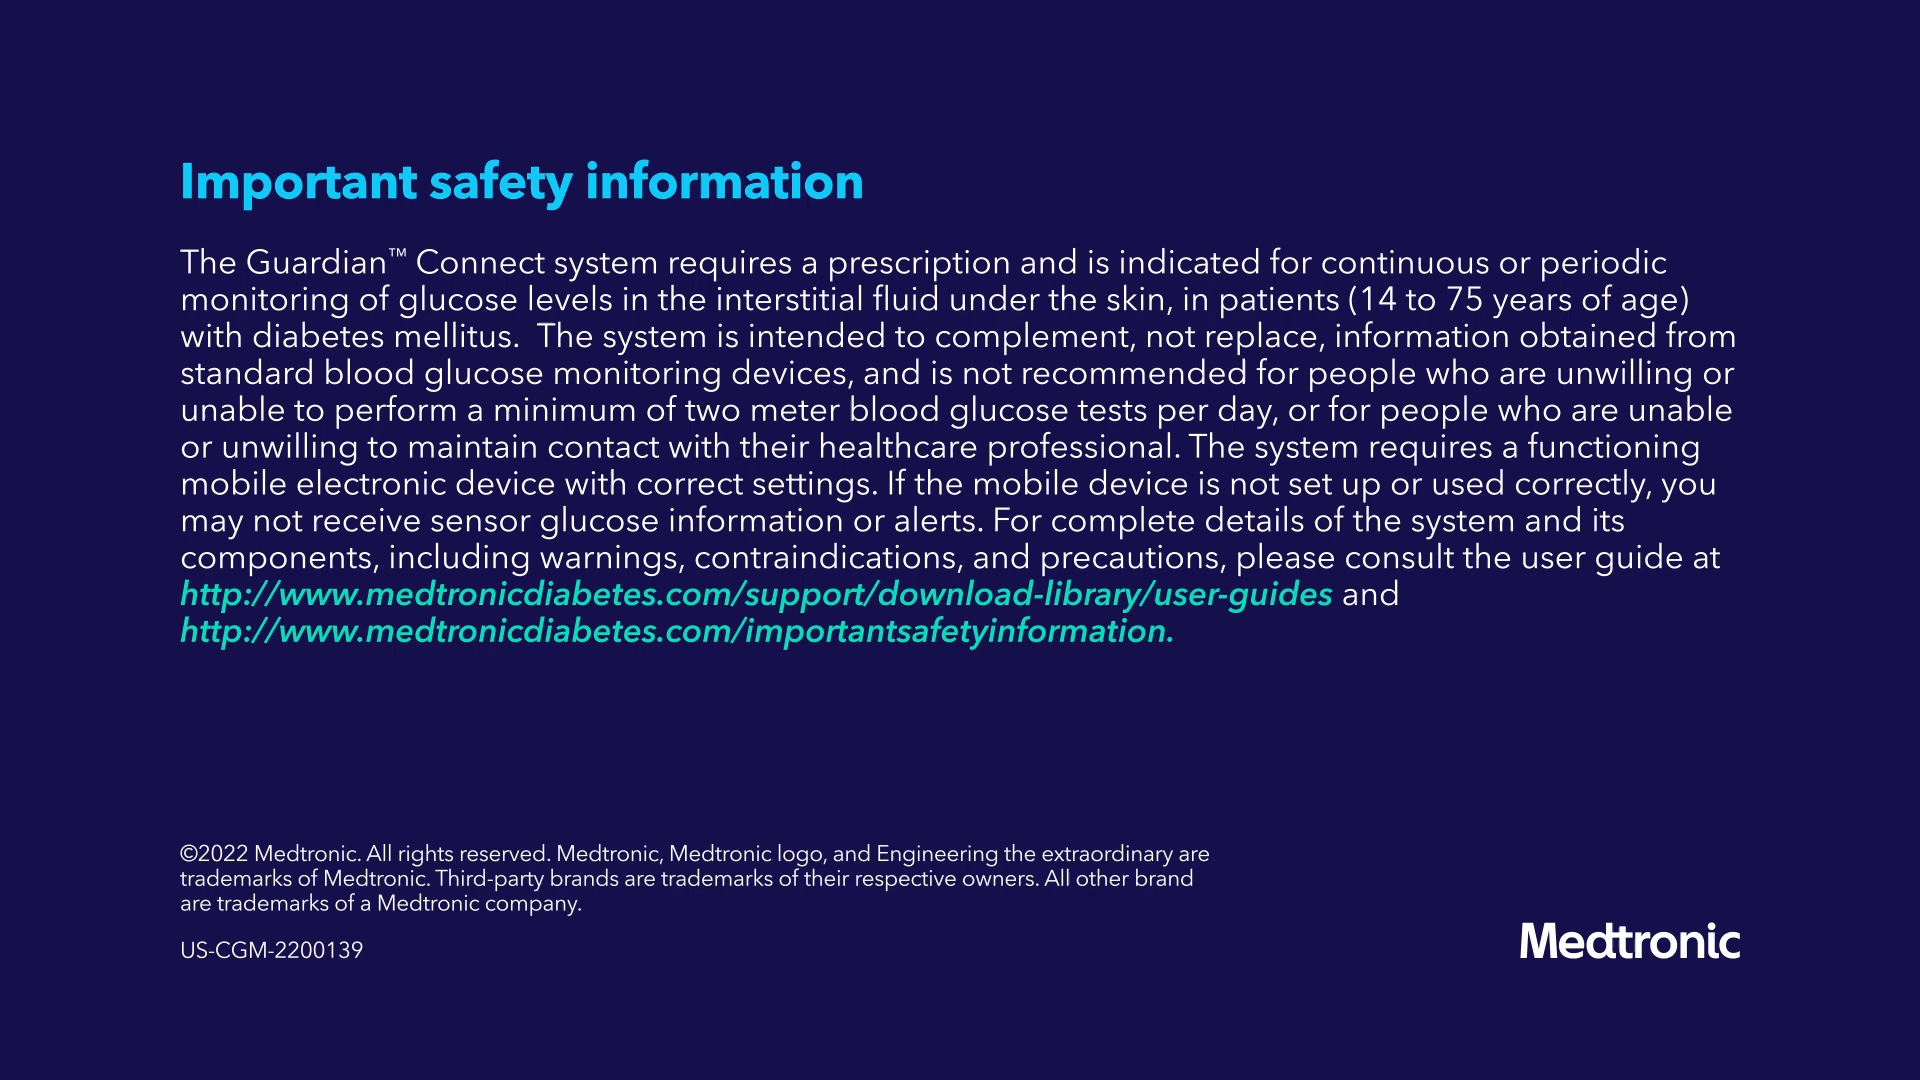 Important safety information
The Guardian™ Connect system requires a prescription and is indicated for continuous or periodic
monitoring of glucose levels in the interstitial fluid under the skin, in patients (14 to 75 years of age)
with diabetes mellitus.  The system is intended to complement, not replace, information obtained from
standard blood glucose monitoring devices, and is not recommended for people who are unwilling or
unable to perform a minimum of two meter blood glucose tests per day, or for people who are unable
or unwilling to maintain contact with their healthcare professional. The system requires a functioning
mobile electronic device with correct settings. If the mobile device is not set up or used correctly, you
may not receive sensor glucose information or alerts. For complete details of the system and its
components, including warnings, contraindications, and precautions, please consult the user guide at
http://www.medtronicdiabetes.com/support/download-library/user-guides and
http://www.medtronicdiabetes.com/importantsafetyinformation.
©2022 Medtronic. All rights reserved. Medtronic, Medtronic logo, and Engineering the extraordinary are
trademarks of Medtronic. Third-party brands are trademarks of their respective owners. All other brand
are trademarks of a Medtronic company.
US-CGM-2200139
Medtronic